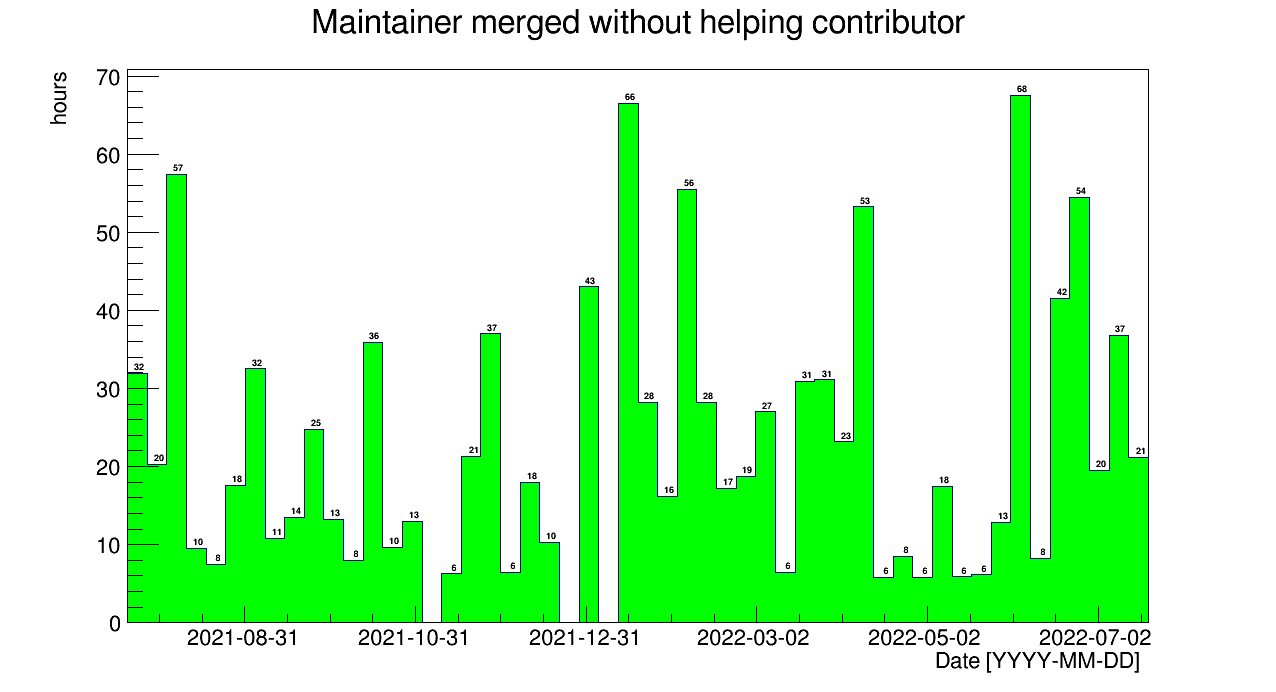 Maintainer merged without helping contributor
hours
70
60
50
40
30
20
10
0
32 20 57 10 8 18 32 11 14 25 13 8 36 10 13 6 21 37 6 18 10 43 66 28 16 56 28 17 19 27 6 31 31 23 53 6 8 6 18 6 6 13 68 8 42 54 20 37 21
2021-08-31 2021-10-31 2021-12-31 2022-03-02 2022-05-02 2022-07-02
Date [YYYY-MM-DD]